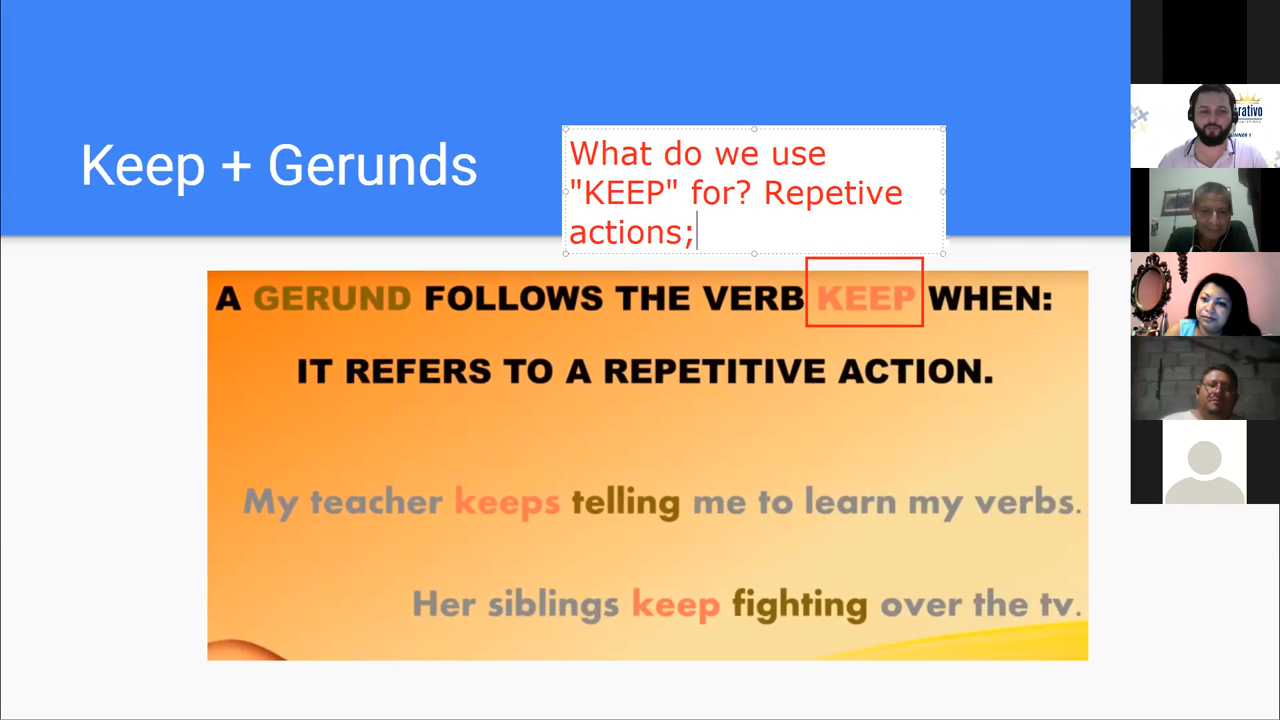 Keep + Gerunds
What do we use
"KEEP" for? Repetive
actions;
A GERUND FOLLOWS THE VERB KEEP WHEN:
IT REFERS TO A REPETITIVE ACTION.
My teacher keeps telling me to learn my verbs.
Her siblings keep fighting over the tv.
rativo